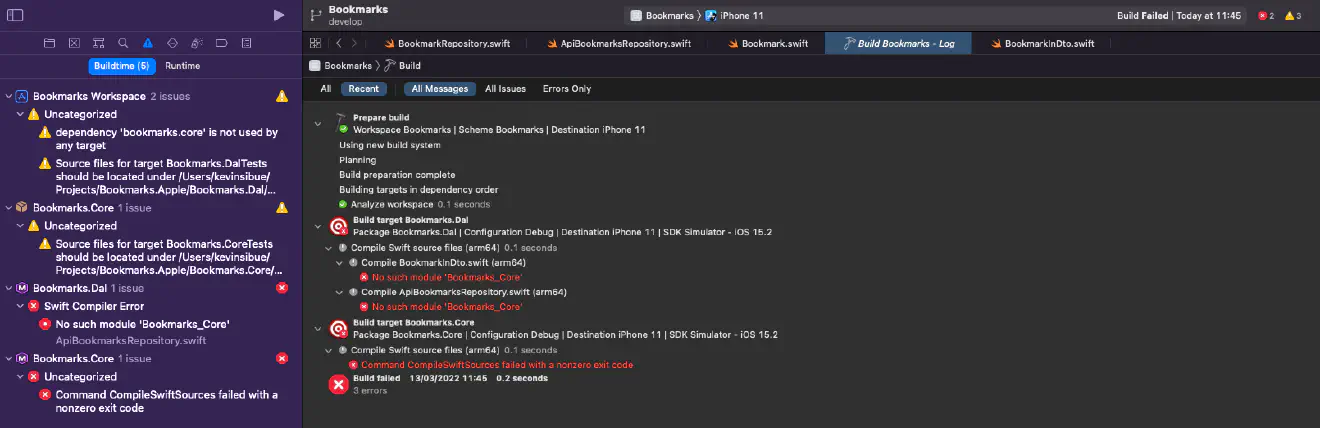 Bookmarks
develop
Bookmarks
iPhone 11
Build Failed | Today at 11:45
2
3
BookmarkRepository.swift
ApiBookmarksRepository.swift
Bookmark.swift
Build Bookmarks - Log
BookmarkInDto.swift
Buildtime (5)
Runtime
Bookmarks
Build
All
Recent
All Messages
All Issues
Errors Only
Bookmarks Workspace 2 issues
Uncategorized
dependency 'bookmarks.core' is not used by
any target
Source files for target Bookmarks.DalTests
should be located under /Users/kevinsibue/
Projects/Bookmarks.Apple/Bookmarks.Dal/...
Bookmarks.Core 1 issue
Uncategorized
Source files for target Bookmarks.CoreTests
should be located under /Users/kevinsibue/
Projects/Bookmarks.Apple/Bookmarks.Core/...
Bookmarks.Dal 1 issue
Swift Compiler Error
No such module 'Bookmarks_Core'
ApiBookmarksRepository.swift
Bookmarks.Core 1 issue
Uncategorized
Command CompileSwiftSources failed with a
nonzero exit code
Prepare build
Workspace Bookmarks | Scheme Bookmarks | Destination iPhone 11
Using new build system
Planning
Build preparation complete
Building targets in dependency order
Analyze workspace 0.1 seconds
Build target Bookmarks.Dal
Package Bookmarks.Dal | Configuration Debug | Destination iPhone 11 | SDK Simulator - iOS 15.2
Compile Swift source files (arm64) 0.1 seconds
Compile BookmarkInDto.swift (arm64)
No such module 'Bookmarks_Core'
Compile ApiBookmarksRepository.swift (arm64)
No such module 'Bookmarks_Core'
Build target Bookmarks.Core
Package Bookmarks.Core | Configuration Debug | Destination iPhone 11 | SDK Simulator - iOS 15.2
Compile Swift source files (arm64) 0.1 seconds
Command CompileSwiftSources failed with a nonzero exit code
Build failed 13/03/2022 11:45 0.2 seconds
3 errors